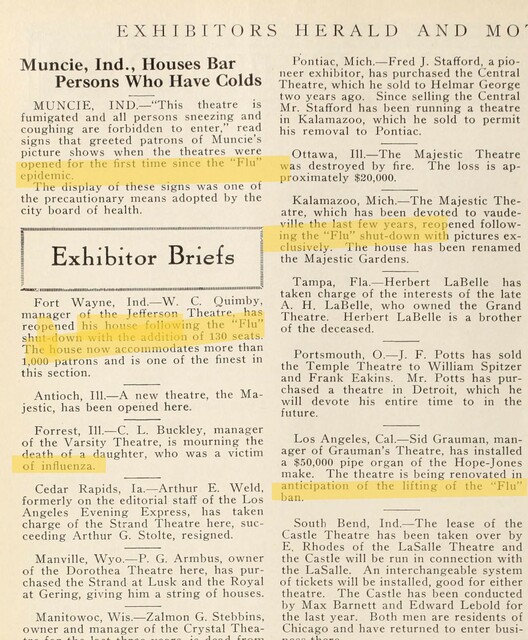 EXHIBITORS HERALD AND MOT
Muncie, Ind., Houses Bar
Persons Who Have Colds
MUNCIE, IND.—“This theatre is
fumigated and all persons sneezing and
coughing are forbidden to enter,” read
signs that greeted patrons of Muncie's
picture shows when the theatres were
opened for the first time since the “Flu”
epidemic.
The display of these signs was one of
the precautionary means adopted by the
city board of health.
Exhibitor Briefs
Fort Wayne, Ind.—W. C. Quimby,
manager of the Jefferson Theatre, has
reopened his house following the “Flu”
shut-down with the addition of 130 seats.
The house now accommodates more than
1,000 patrons and is one of the finest in
this section.
Antioch, Ill.—A new theatre, the Ma-
jestic, has been opened here.
Forrest, Ill.—C. L. Buckley, manager
of the Varsity Theatre, is mourning the
death of a daughter, who was a victim
of influenza.
Cedar Rapids, Ia.—Arthur E. Weld,
formerly on the editorial staff of the Los
Angeles Evening Express, has taken
charge of the Strand Theatre here, suc-
ceeding Arthur G. Stolte, resigned.
Manville, Wyo.—P. G. Armbus, owner
of the Dorothea Theatre here, has pur-
chased the Strand at Lusk and the Royal
at Gering, giving him a string of houses.
Manitowoc, Wis.—Zalmon G. Stebbins,
owner and manager of the Crystal Thea-
tre for the last three years, is dead from
Pontiac, Mich.—Fred J. Stafford, a pio-
neer exhibitor, has purchased the Central
Theatre, which he sold to Helmar George
two years ago. Since selling the Central
Mr. Stafford has been running a theatre
in Kalamazoo, which he sold to permit
his removal to Pontiac.
Ottawa, Ill.—The Majestic Theatre
was destroyed by fire. The loss is ap-
proximately $20,000.
Kalamazoo, Mich.—The Majestic The-
atre, which has been devoted to vaude-
ville the last few years, reopened follow-
ing the “Flu” shut-down with pictures ex-
clusively. The house has been renamed
the Majestic Gardens.
Tampa, Fla.—Herbert LaBelle has
taken charge of the interests of the late
A. H. LaBelle, who owned the Grand
Theatre. Herbert LaBelle is a brother
of the deceased.
Portsmouth, O.—J. F. Potts has sold
the Temple Theatre to William Spitzer
and Frank Eakins. Mr. Potts has pur-
chased a theatre in Detroit, which he
will devote his entire time to in the
future.
Los Angeles, Cal.—Sid Grauman, man-
ager of Grauman's Theatre, has installed
a $50,000 pipe organ of the Hope-Jones
make. The theatre is being renovated in
anticipation of the lifting of the “Flu”
ban.
South Bend, Ind.—The lease of the
Castle Theatre has been taken over by
E. Rhodes of the LaSalle Theatre and
the Castle will be run in connection with
the LaSalle. An interchangeable system
of tickets will be installed, good for either
theatre. The Castle has been conducted
by Max Barnett and Edward Lebold for
the last year. Both men are residents of
Chicago and have returned to enter busi